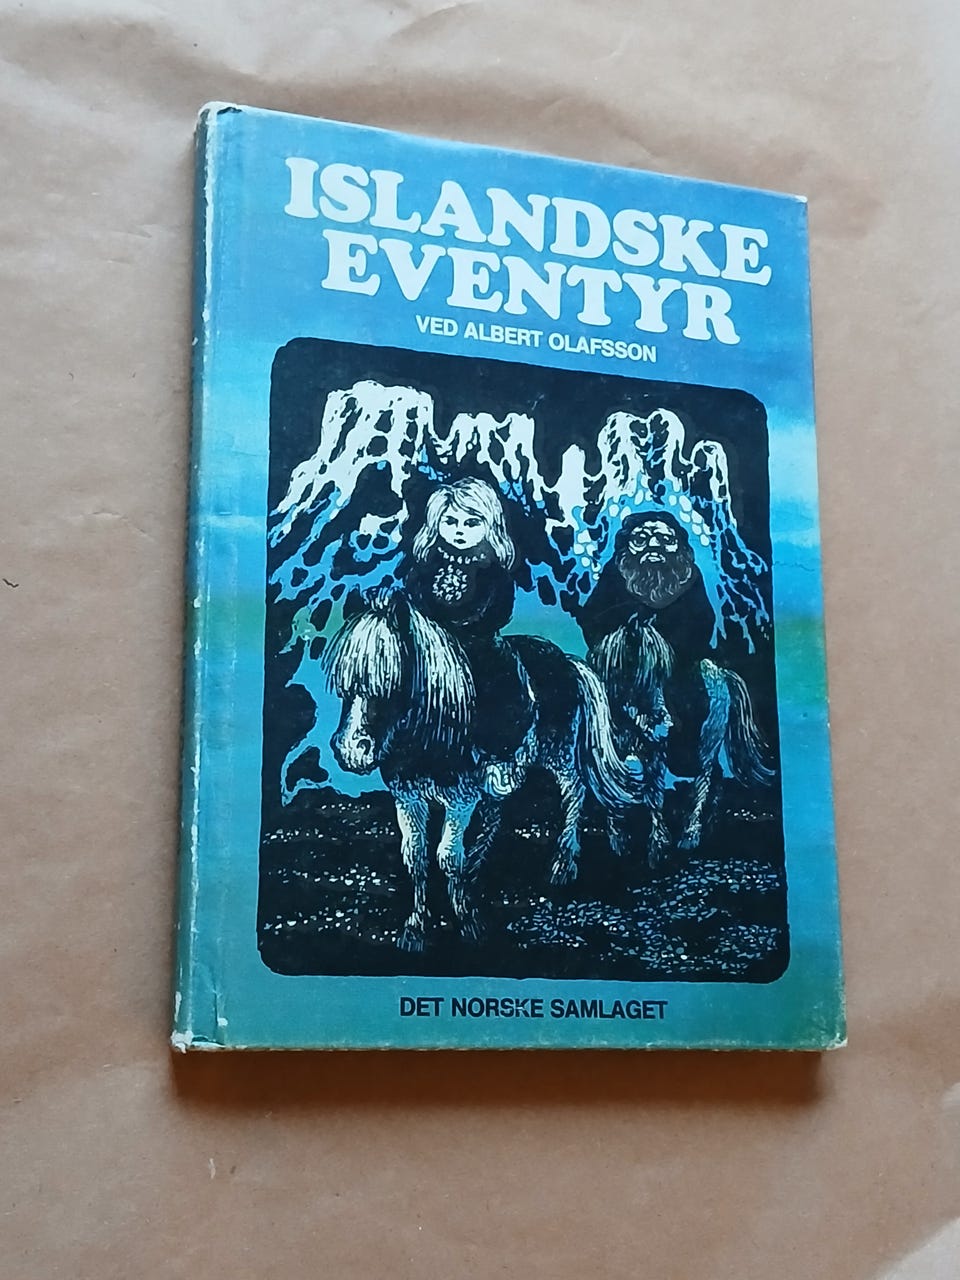 ISLANDSKE
EVENTYR
VED ALBERT OLAFSSON
DET NORSKE SAMLAGET